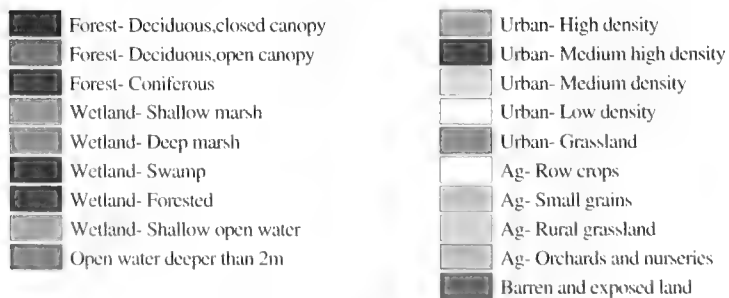 Forest- Deciduous,closed canopy
Forest- Deciduous,open canopy
Forest- Coniferous
Wetland- Shallow marsh
Wetland- Deep marsh
Wetland- Swamp
Wetland- Forested
Wetland- Shallow open water
Open water deeper than 2m
Urban- High density
Urban- Medium high density
Urban- Medium density
Urban- Low density
Urban- Grassland
Ag- Row crops
Ag- Small grains
Ag- Rural grassland
Ag- Orchards and nurseries
Barren and exposed land